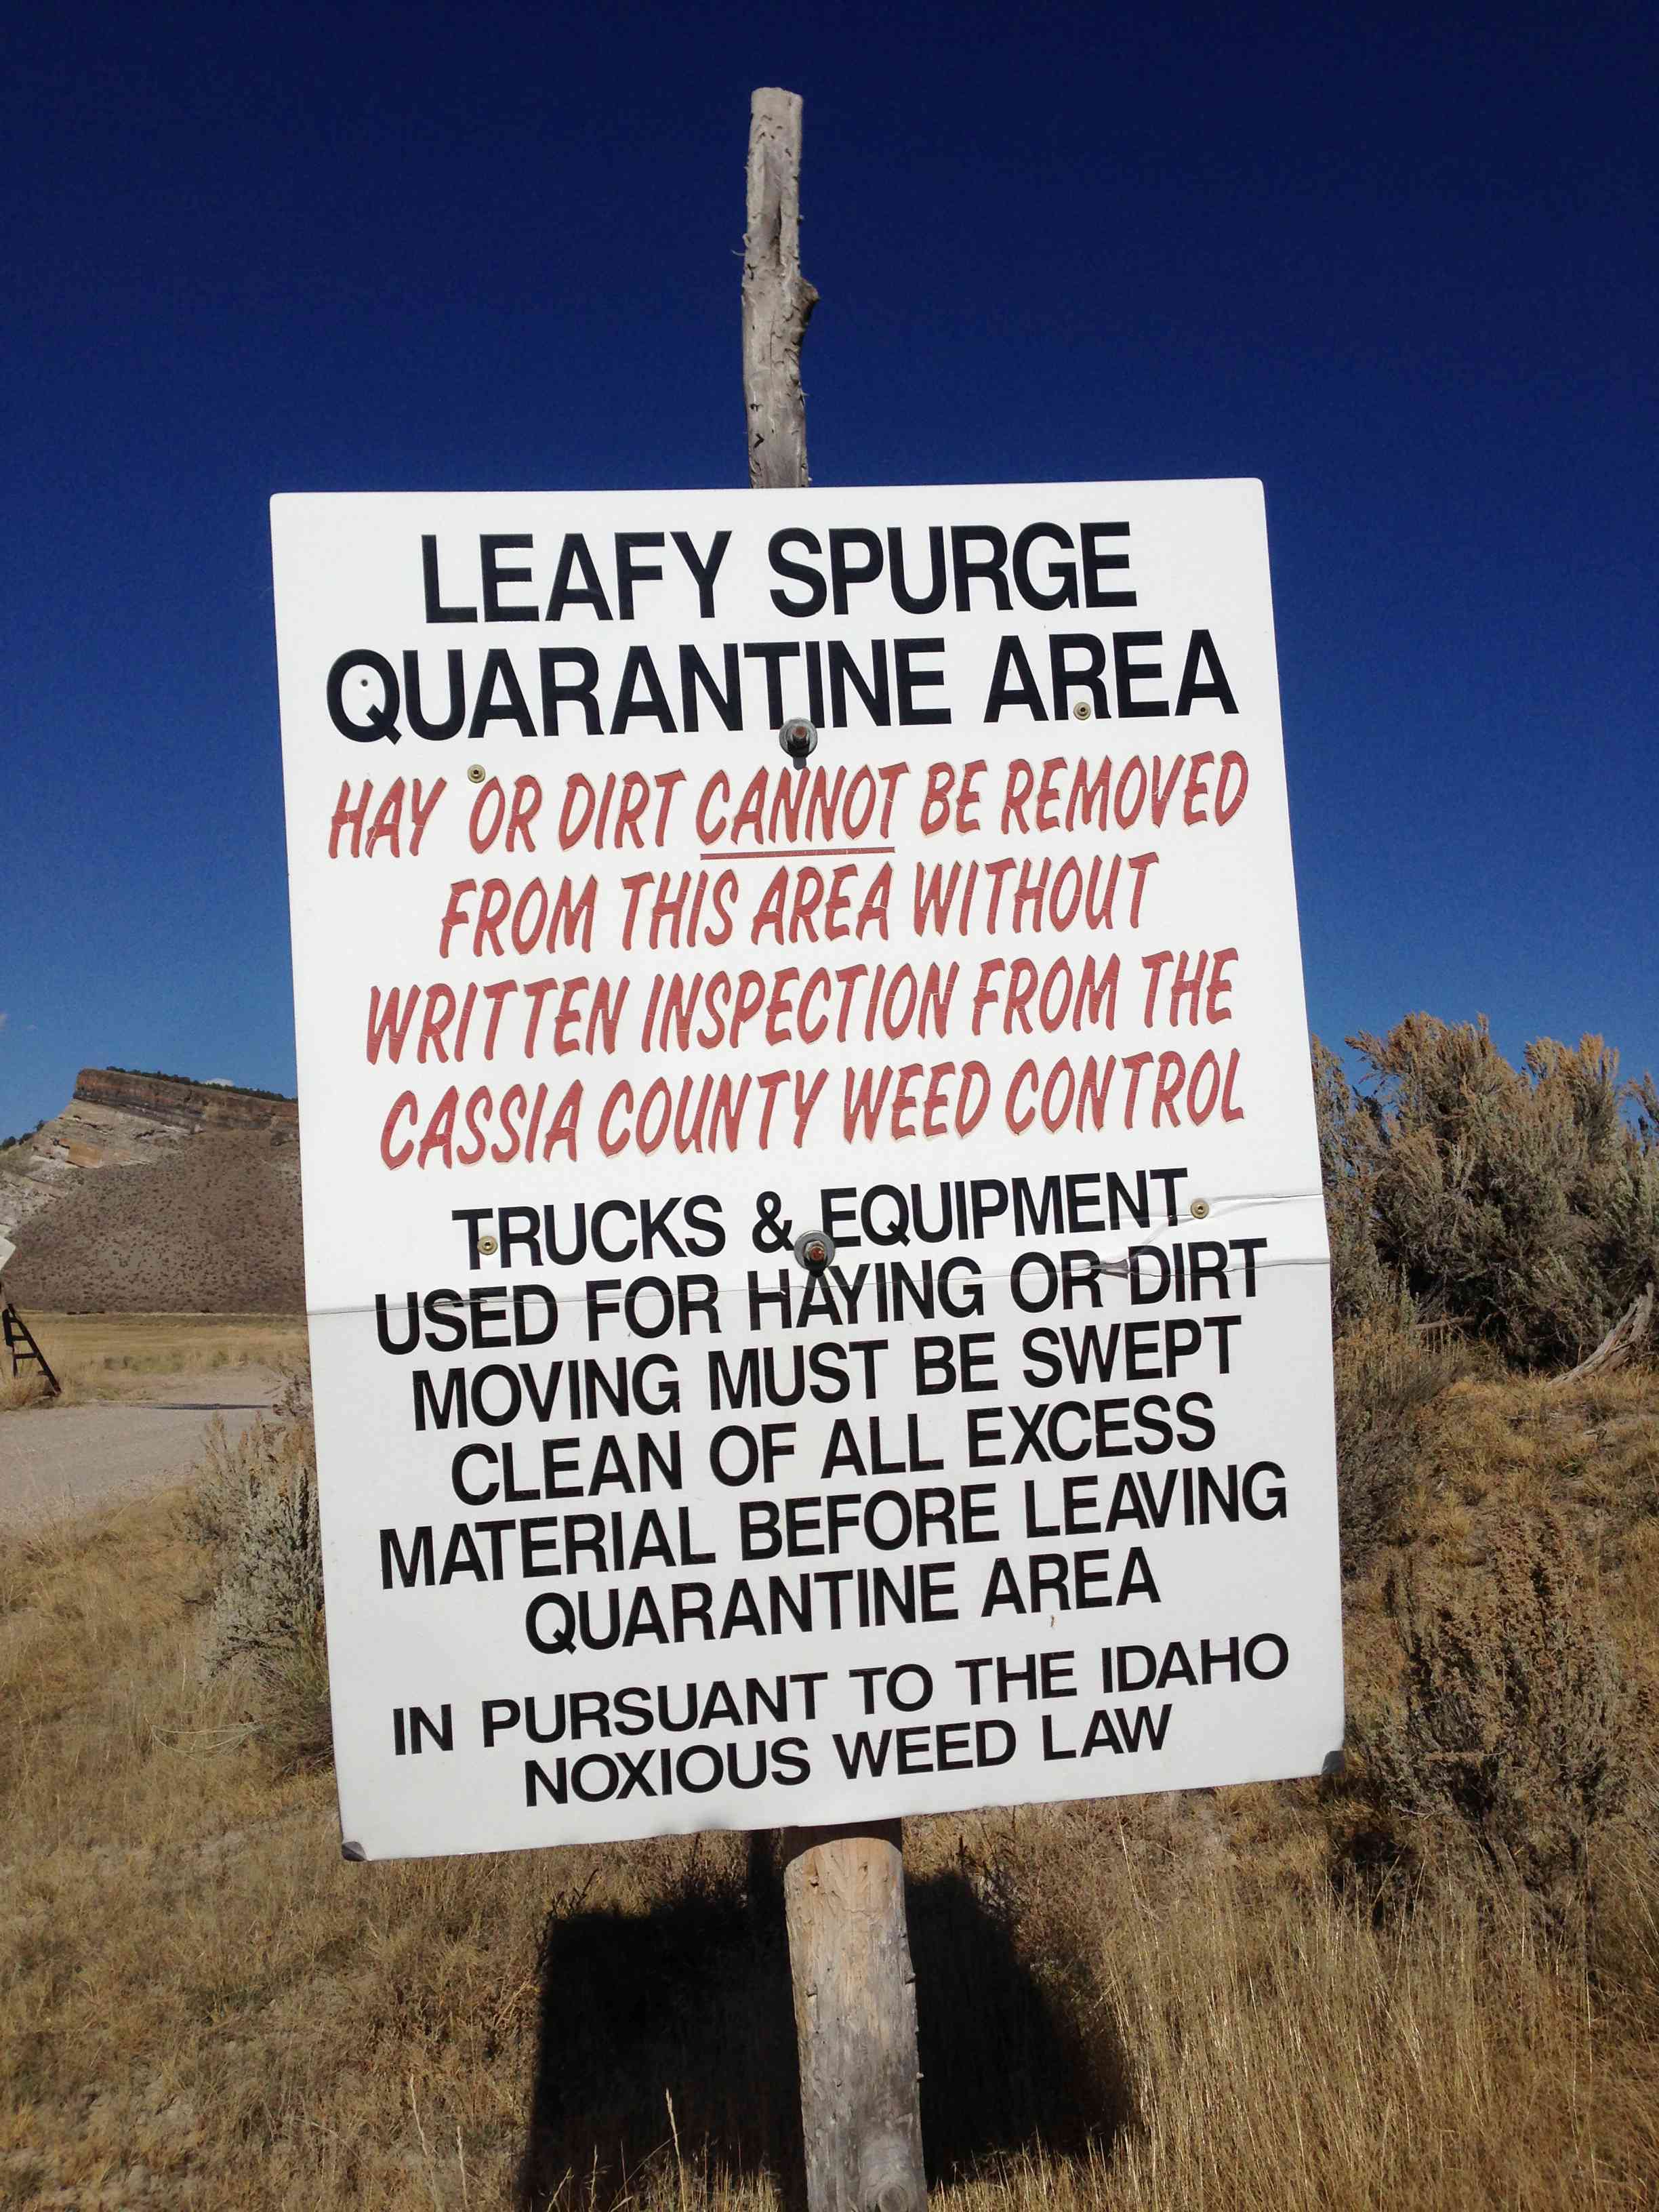 LEAFY SPURGE
QUARANTINE AREA
HAY OR DIRT CANNOT BE REMOVED
FROM THIS AREA WITHOUT
WRITTEN INSPECTION FROM THE
CASSIA COUNTY WEED CONTROL
TRUCKS & EQUIPMENT
USED FOR HAYING OR DIRT
MOVING MUST BE SWEPT
CLEAN OF ALL EXCESS
MATERIAL BEFORE LEAVING
QUARANTINE AREA
IN PURSUANT TO THE IDAHO
NOXIOUS WEED LAW